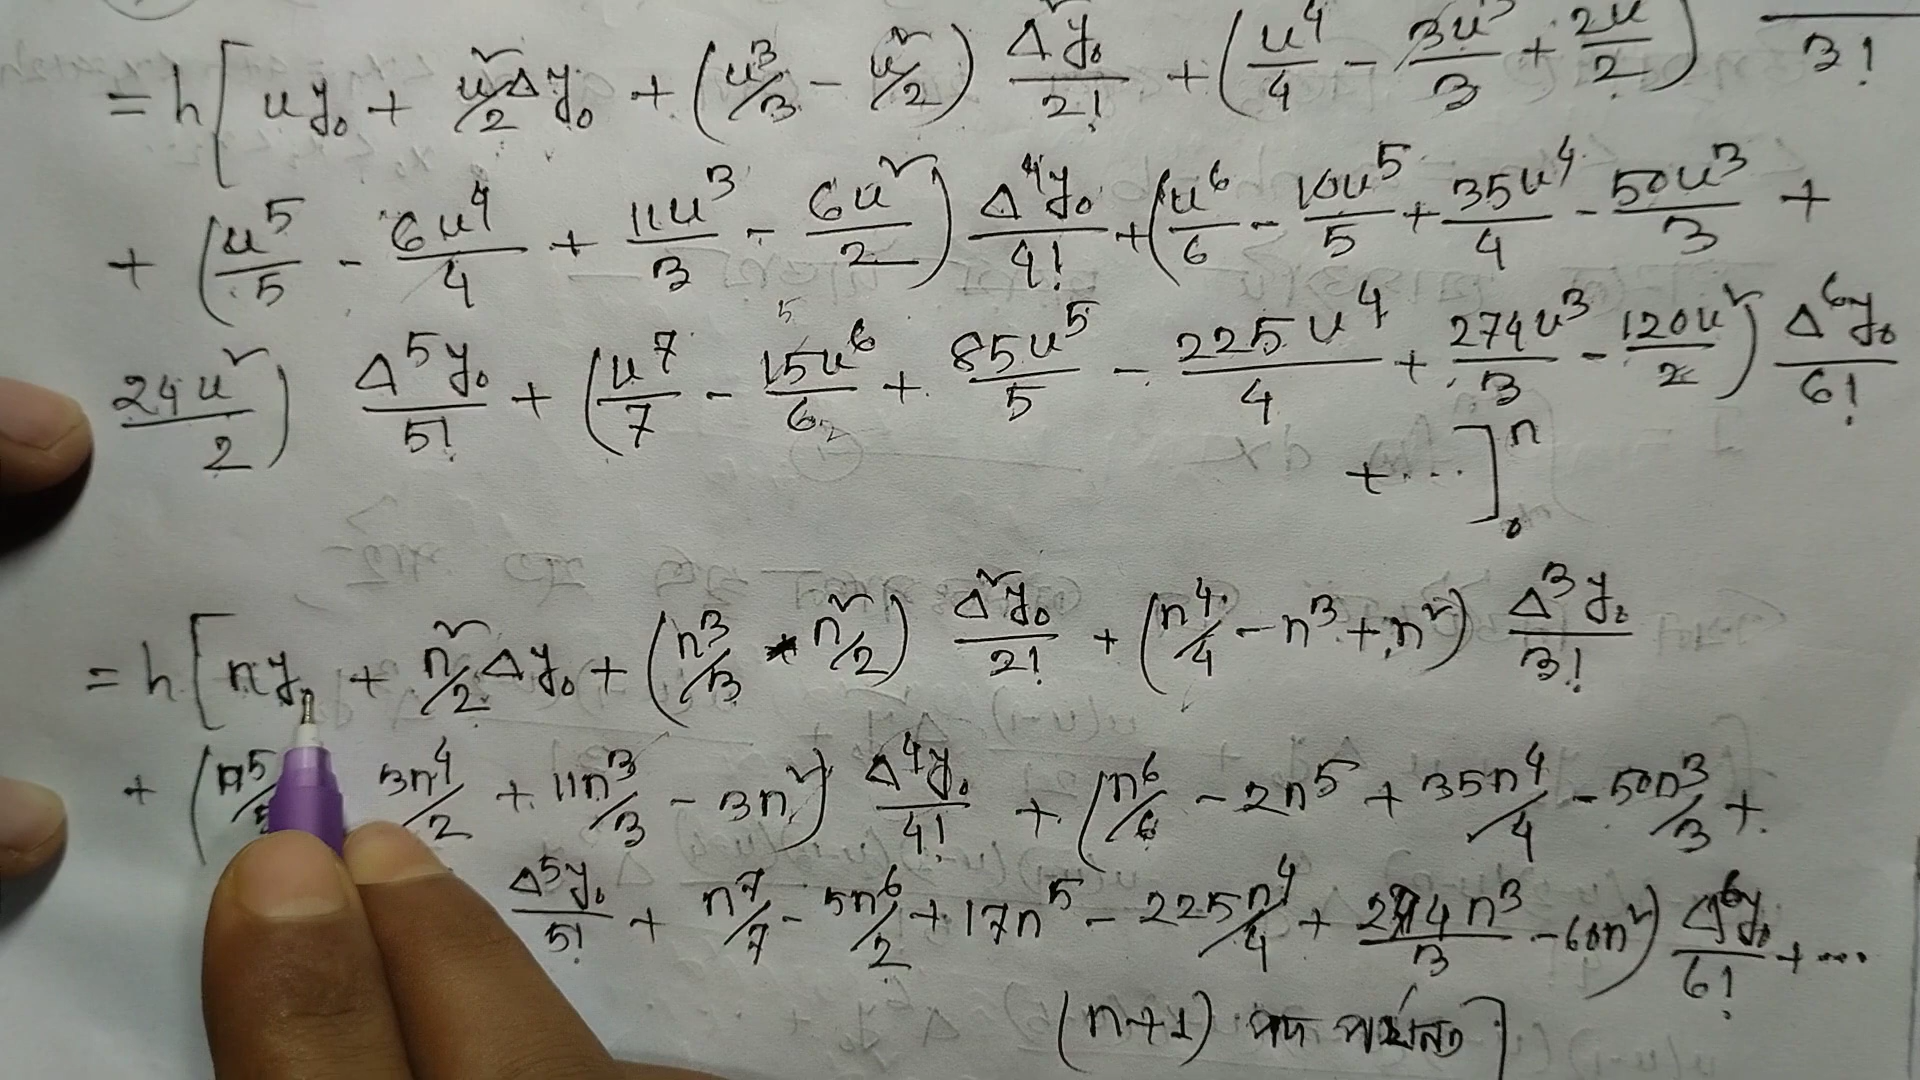 = h [ uy₀ + u²/2 Δy₀ + (u³/3 - u²/2) Δ²y₀/2! + (u⁴/4 - 3u³/3 + 2u²/2) /3!
+ (u⁵/5 - 6u⁴/4 + 11u³/3 - 6u²/2) Δ⁴y₀/4! + (u⁶/6 - 10u⁵/5 + 35u⁴/4 - 50u³/3 +
24u²/2) Δ⁵y₀/5! + (u⁷/7 - 15u⁶/6 + 85u⁵/5 - 225u⁴/4 + 274u³/3 - 120u²/2) Δ⁶y₀/6!
+ ... ]₀ⁿ
= h [ ny₀ + n²/2 Δy₀ + (n³/3 - n²/2) Δ²y₀/2! + (n⁴/4 - n³ + n²) Δ³y₀/3!
+ (n⁵/5 3n⁴/2 + 11n³/3 - 3n²) Δ⁴y₀/4! + (n⁶/6 - 2n⁵ + 35n⁴/4 - 50n³/3 +
Δ⁵y₀/5! + n⁷/7 - 5n⁶/2 + 17n⁵ - 225n⁴/4 + 274n³/3 - 60n²) Δ⁶y₀/6! + ...
(n+1) পদ পর্যন্ত ]